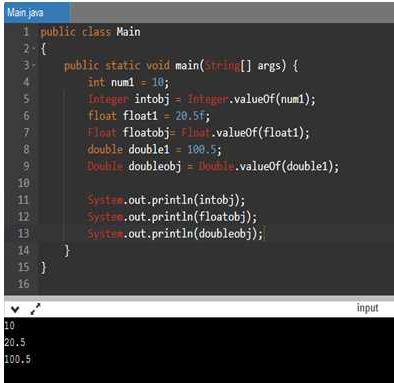 Main.java
1 public class Main
2 {
3 public static void main(String[] args) {
4 int num1 = 10;
5 Integer intobj = Integer.valueOf(num1);
6 float float1 = 20.5f;
7 Float floatobj= Float.valueOf(float1);
8 double double1 = 100.5;
9 Double doubleobj = Double.valueOf(double1);
10
11 System.out.println(intobj);
12 System.out.println(floatobj);
13 System.out.println(doubleobj);
14 }
15 }
16
input
10
20.5
100.5